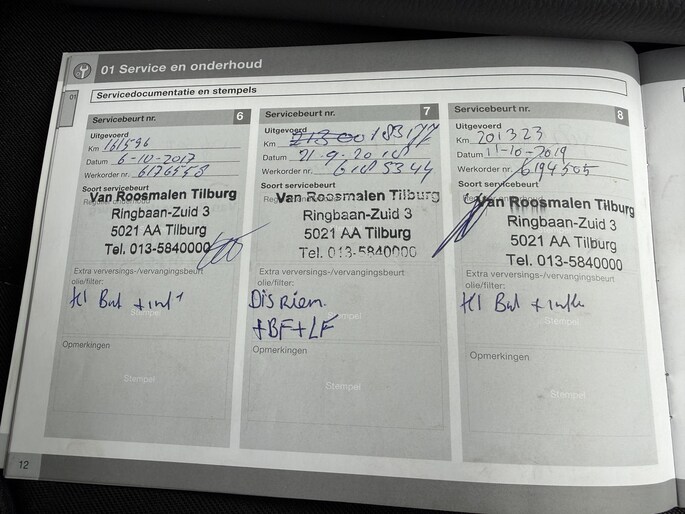 01 Service en onderhoud
01
Servicedocumentatie en stempels
Servicebeurt nr. 6
Uitgevoerd
Km 161596
Datum 6-10-2017
Werkorder nr. 6176558
Soort servicebeurt
Van Roosmalen Tilburg
Ringbaan-Zuid 3
5021 AA Tilburg
Tel. 013-5840000
Extra verversings-/vervangingsbeurt
olie/filter:
Stempel
Opmerkingen
Stempel
Servicebeurt nr. 7
Uitgevoerd
Km 183177
Datum 21-9-2018
Werkorder nr. 6185344
Soort servicebeurt
Van Roosmalen Tilburg
Ringbaan-Zuid 3
5021 AA Tilburg
Tel. 013-5840000
Extra verversings-/vervangingsbeurt
olie/filter:
Dis Riem.
+BF+LF
Opmerkingen
Stempel
Servicebeurt nr. 8
Uitgevoerd
Km 201323
Datum 11-10-2019
Werkorder nr. 6194505
Soort servicebeurt
Van Roosmalen Tilburg
Ringbaan-Zuid 3
5021 AA Tilburg
Tel. 013-5840000
Extra verversings-/vervangingsbeurt
olie/filter:
Stempel
Opmerkingen
Stempel
12